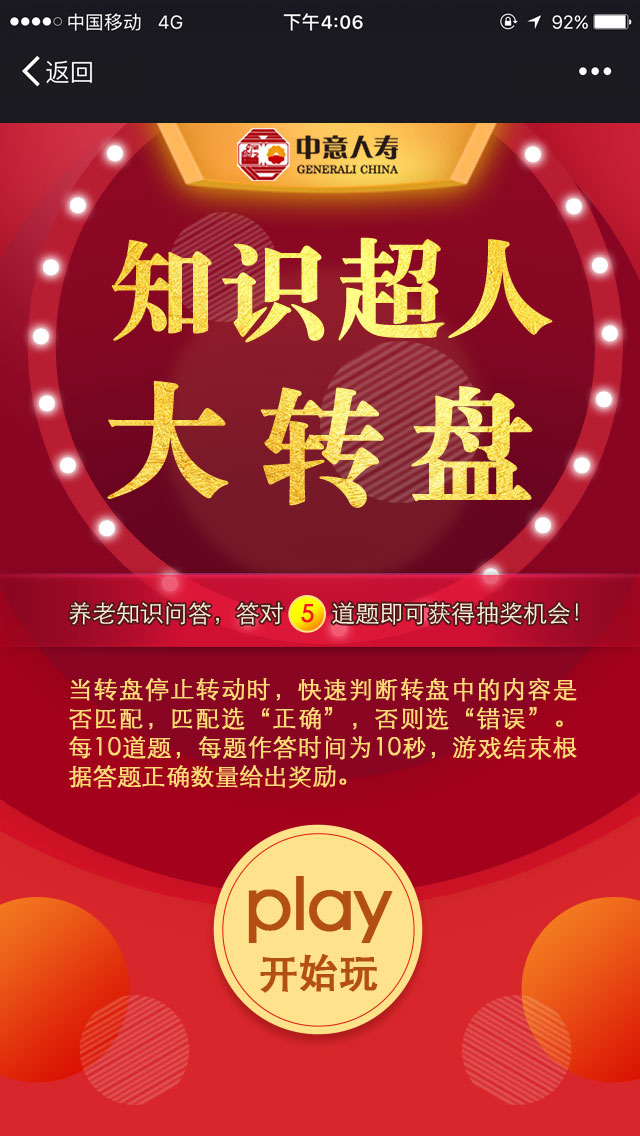 中国移动 4G 下午4:06 92%
返回
中意人寿
GENERALI CHINA
知识超人
大转盘
养老知识问答，答对 5 道题即可获得抽奖机会！
当转盘停止转动时，快速判断转盘中的内容是
否匹配，匹配选“正确”，否则选“错误”。
每10道题，每题作答时间为10秒，游戏结束根
据答题正确数量给出奖励。
play
开始玩